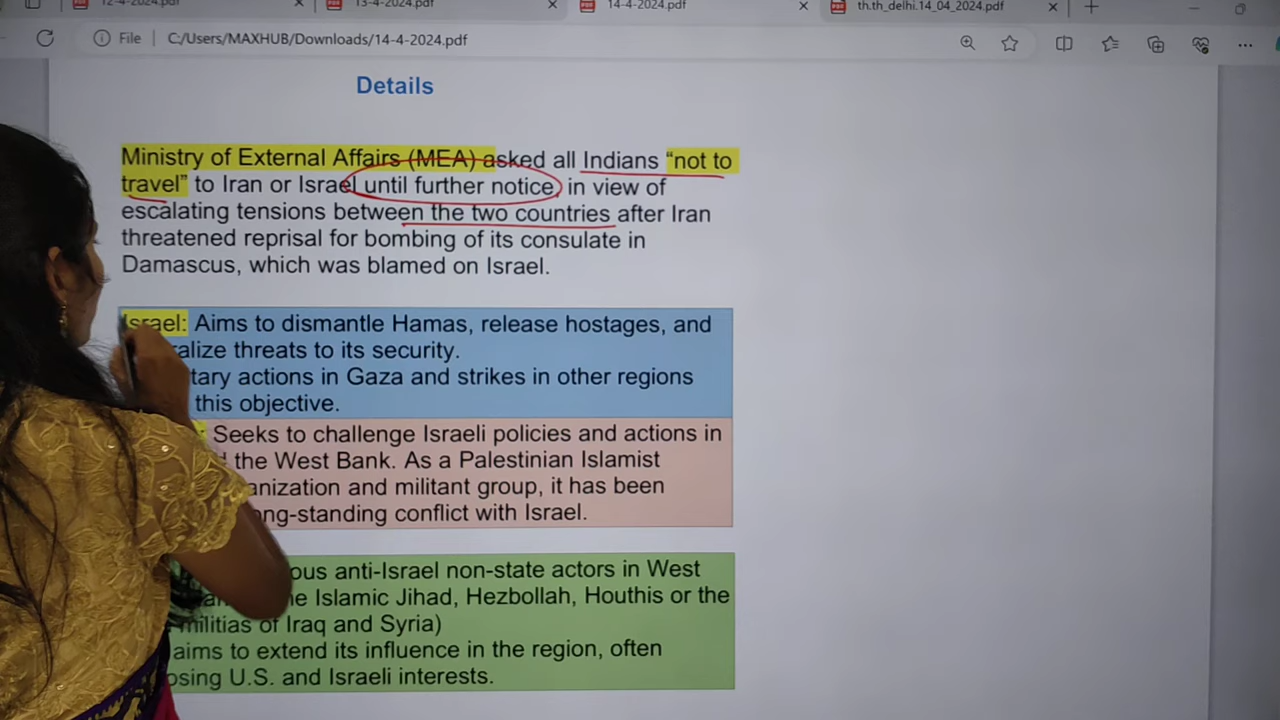 12-4-2024.pdf
13-4-2024.pdf
14-4-2024.pdf
th.th_delhi.14_04_2024.pdf
File
C:/Users/MAXHUB/Downloads/14-4-2024.pdf
Details
Ministry of External Affairs (MEA) asked all Indians “not to
travel” to Iran or Israel until further notice in view of
escalating tensions between the two countries after Iran
threatened reprisal for bombing of its consulate in
Damascus, which was blamed on Israel.
Israel: Aims to dismantle Hamas, release hostages, and
threats to its security.
actions in Gaza and strikes in other regions
this objective.
Seeks to challenge Israeli policies and actions in
the West Bank. As a Palestinian Islamist
and militant group, it has been
conflict with Israel.
anti-Israel non-state actors in West
Islamic Jihad, Hezbollah, Houthis or the
militias of Iraq and Syria)
aims to extend its influence in the region, often
U.S. and Israeli interests.